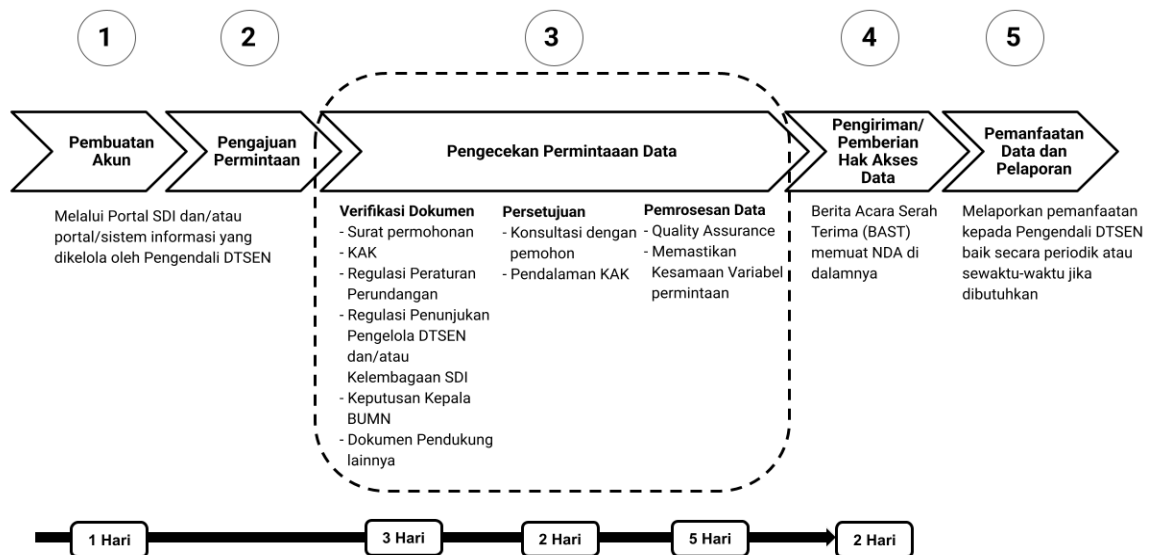 1
2
3
4
5
Pembuatan
Akun
Pengajuan
Permintaan
Pengecekan Permintaaan Data
Pengiriman/
Pemberian
Hak Akses
Data
Pemanfaatan
Data dan
Pelaporan
Melalui Portal SDI dan/atau
portal/sistem informasi yang
dikelola oleh Pengendali DTSEN
Verifikasi Dokumen
- Surat permohonan
- KAK
- Regulasi Peraturan
Perundangan
- Regulasi Penunjukan
Pengelola DTSEN
dan/atau
Kelembagaan SDI
- Keputusan Kepala
BUMN
- Dokumen Pendukung
lainnya
Persetujuan
- Konsultasi dengan
pemohon
- Pendalaman KAK
Pemrosesan Data
- Quality Assurance
- Memastikan
Kesamaan Variabel
permintaan
Berita Acara Serah
Terima (BAST)
memuat NDA di
dalamnya
Melaporkan pemanfaatan
kepada Pengendali DTSEN
baik secara periodik atau
sewaktu-waktu jika
dibutuhkan
1 Hari
3 Hari
2 Hari
5 Hari
2 Hari